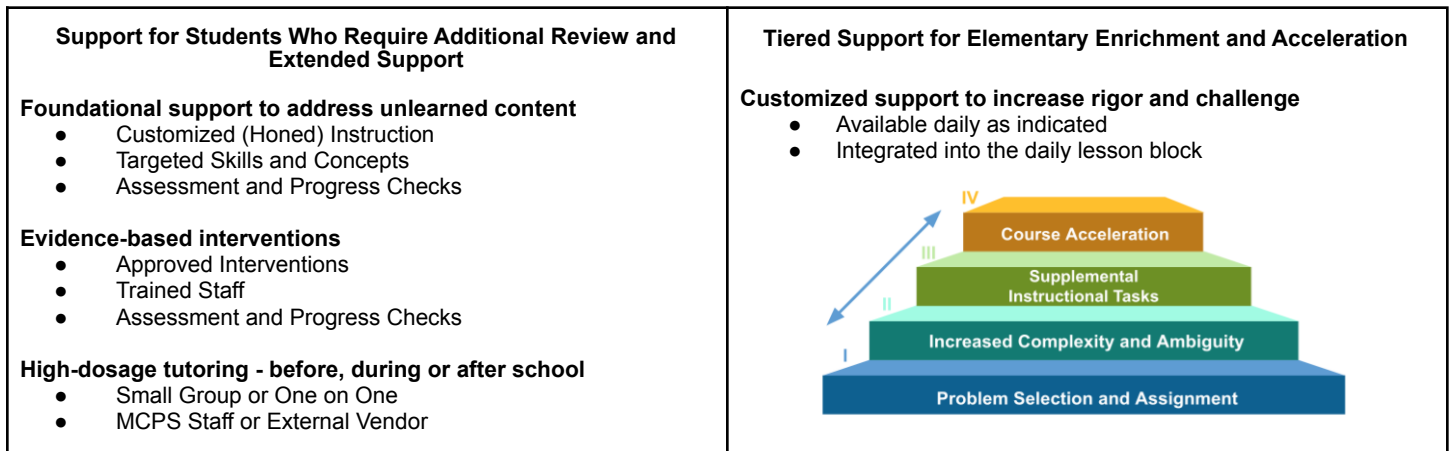 Support for Students Who Require Additional Review and
Extended Support
Foundational support to address unlearned content
● Customized (Honed) Instruction
● Targeted Skills and Concepts
● Assessment and Progress Checks
Evidence-based interventions
● Approved Interventions
● Trained Staff
● Assessment and Progress Checks
High-dosage tutoring - before, during or after school
● Small Group or One on One
● MCPS Staff or External Vendor
Tiered Support for Elementary Enrichment and Acceleration
Customized support to increase rigor and challenge
● Available daily as indicated
● Integrated into the daily lesson block
IV
Course Acceleration
III
Supplemental
Instructional Tasks
II
Increased Complexity and Ambiguity
I
Problem Selection and Assignment